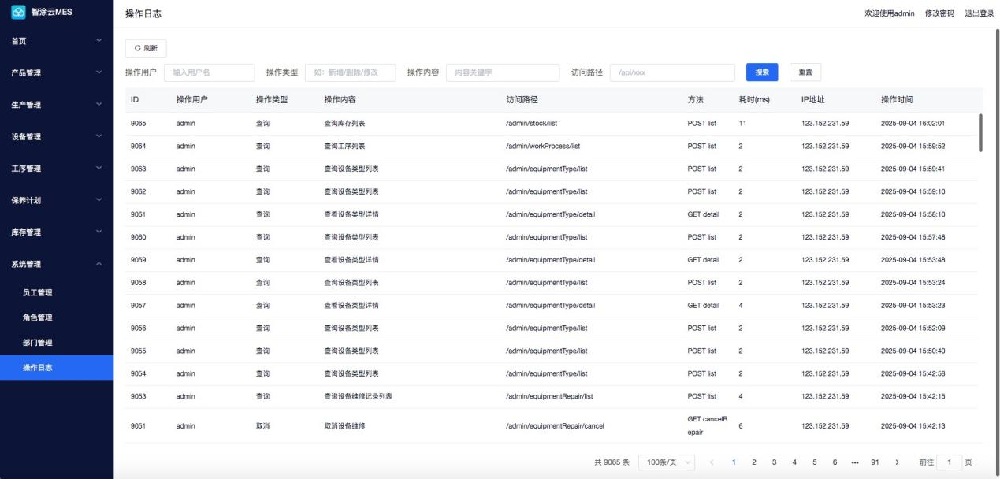 智涂云MES
操作日志
欢迎使用admin 修改密码 退出登录
首页
产品管理
生产管理
设备管理
工序管理
保养计划
库存管理
系统管理
员工管理
角色管理
部门管理
操作日志
刷新
操作用户 输入用户名 操作类型 如：新增/删除/修改 操作内容 内容关键字 访问路径 /api/xxx 搜索 重置
ID 操作用户 操作类型 操作内容 访问路径 方法 耗时(ms) IP地址 操作时间
9065 admin 查询 查询库存列表 /admin/stock/list POST list 11 123.152.231.59 2025-09-04 16:02:01
9064 admin 查询 查询工序列表 /admin/workProcess/list POST list 2 123.152.231.59 2025-09-04 15:59:52
9063 admin 查询 查询设备类型列表 /admin/equipmentType/list POST list 2 123.152.231.59 2025-09-04 15:59:41
9062 admin 查询 查询设备类型列表 /admin/equipmentType/list POST list 2 123.152.231.59 2025-09-04 15:59:10
9061 admin 查询 查看设备类型详情 /admin/equipmentType/detail GET detail 2 123.152.231.59 2025-09-04 15:58:10
9060 admin 查询 查询设备类型列表 /admin/equipmentType/list POST list 2 123.152.231.59 2025-09-04 15:57:48
9059 admin 查询 查看设备类型详情 /admin/equipmentType/detail GET detail 2 123.152.231.59 2025-09-04 15:53:48
9058 admin 查询 查询设备类型列表 /admin/equipmentType/list POST list 2 123.152.231.59 2025-09-04 15:53:24
9057 admin 查询 查看设备类型详情 /admin/equipmentType/detail GET detail 4 123.152.231.59 2025-09-04 15:53:23
9056 admin 查询 查询设备类型列表 /admin/equipmentType/list POST list 2 123.152.231.59 2025-09-04 15:52:09
9055 admin 查询 查询设备类型列表 /admin/equipmentType/list POST list 2 123.152.231.59 2025-09-04 15:50:40
9054 admin 查询 查询设备类型列表 /admin/equipmentType/list POST list 2 123.152.231.59 2025-09-04 15:42:58
9053 admin 查询 查询设备维修记录列表 /admin/equipmentRepair/list POST list 4 123.152.231.59 2025-09-04 15:42:15
9051 admin 取消 取消设备维修 /admin/equipmentRepair/cancel GET cancelR 6 123.152.231.59 2025-09-04 15:42:13
epair
共 9065 条 100条/页 1 2 3 4 5 6 ••• 91 前往 1 页